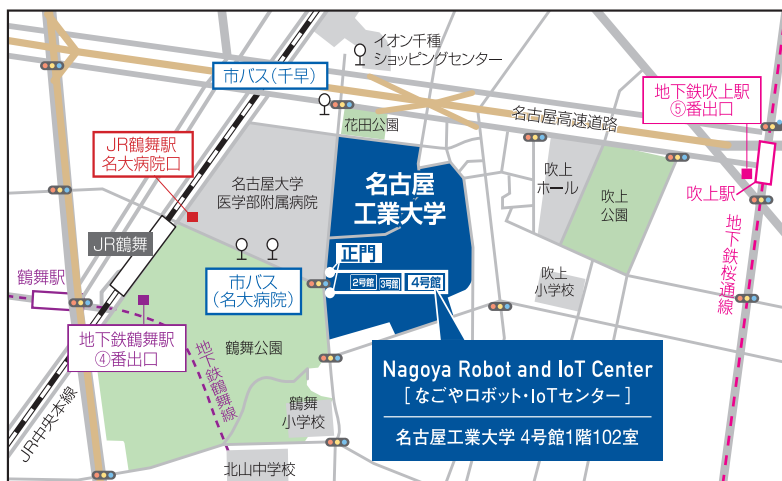 イオン千種
ショッピングセンター
市バス(千早)
地下鉄吹上駅
⑤番出口
名古屋高速道路
花田公園
JR鶴舞駅
名大病院口
名古屋大学
医学部附属病院
名古屋
工業大学
吹上
ホール
吹上
公園
吹上駅
JR鶴舞
正門
2号館
3号館
4号館
吹上
小学校
地下鉄桜通線
鶴舞駅
市バス
(名大病院)
地下鉄鶴舞駅
④番出口
地下鉄鶴舞線
鶴舞公園
Nagoya Robot and IoT Center
[なごやロボット・IoTセンター]
名古屋工業大学 4号館1階102室
JR中央本線
鶴舞
小学校
北山中学校